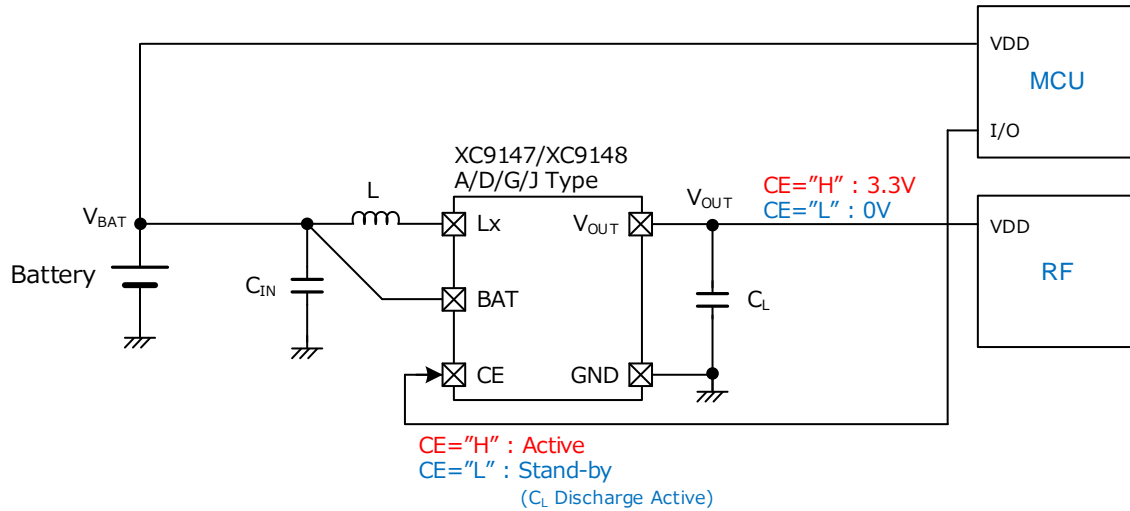 VDD
MCU
I/O
XC9147/XC9148
A/D/G/J Type
L
VBAT
Lx
VOUT
VOUT
CE="H" : 3.3V
CE="L" : 0V
VDD
RF
Battery
CIN
BAT
CL
CE
GND
CE="H" : Active
CE="L" : Stand-by
(CL Discharge Active)